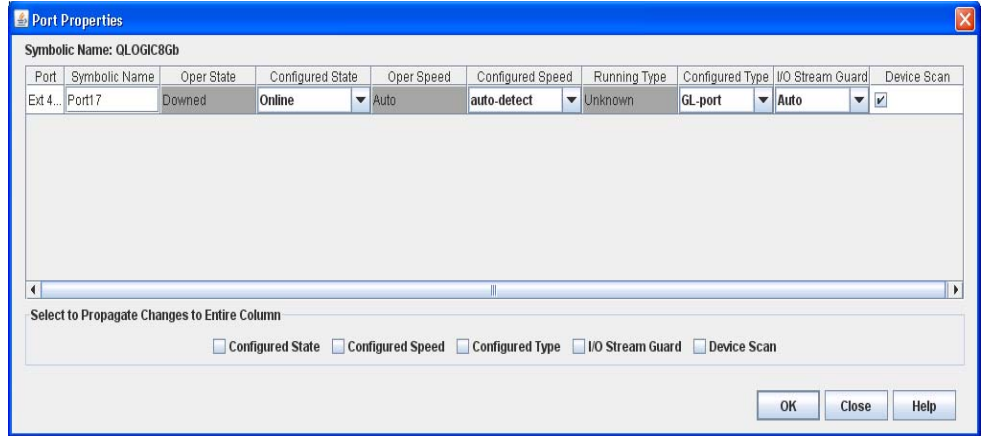 Port Properties
Symbolic Name: QLOGIC8Gb
Port Symbolic Name Oper State Configured State Oper Speed Configured Speed Running Type Configured Type I/O Stream Guard Device Scan
Ext 4... Port17 Downed Online Auto auto-detect Unknown GL-port Auto
Select to Propagate Changes to Entire Column
Configured State Configured Speed Configured Type I/O Stream Guard Device Scan
OK Close Help